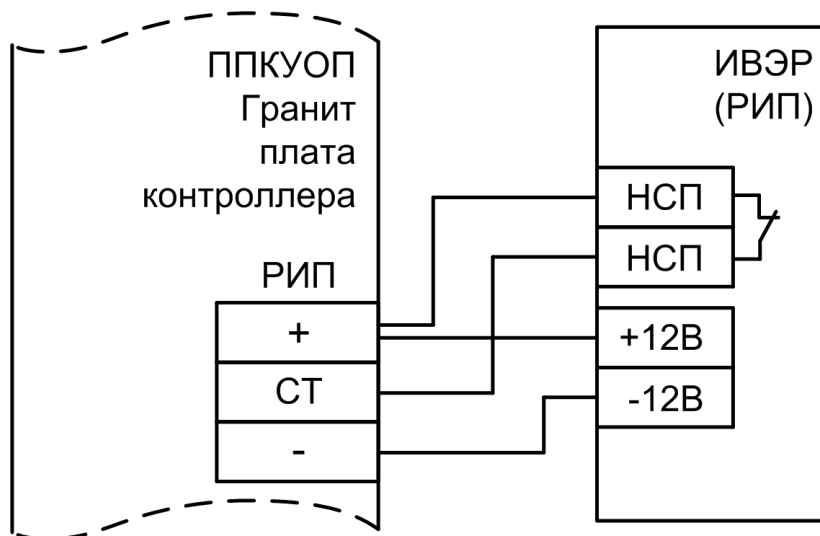 ППКУОП
Гранит
плата
контроллера
РИП
+
СТ
-
ИВЭР
(РИП)
НСП
НСП
+12В
-12В